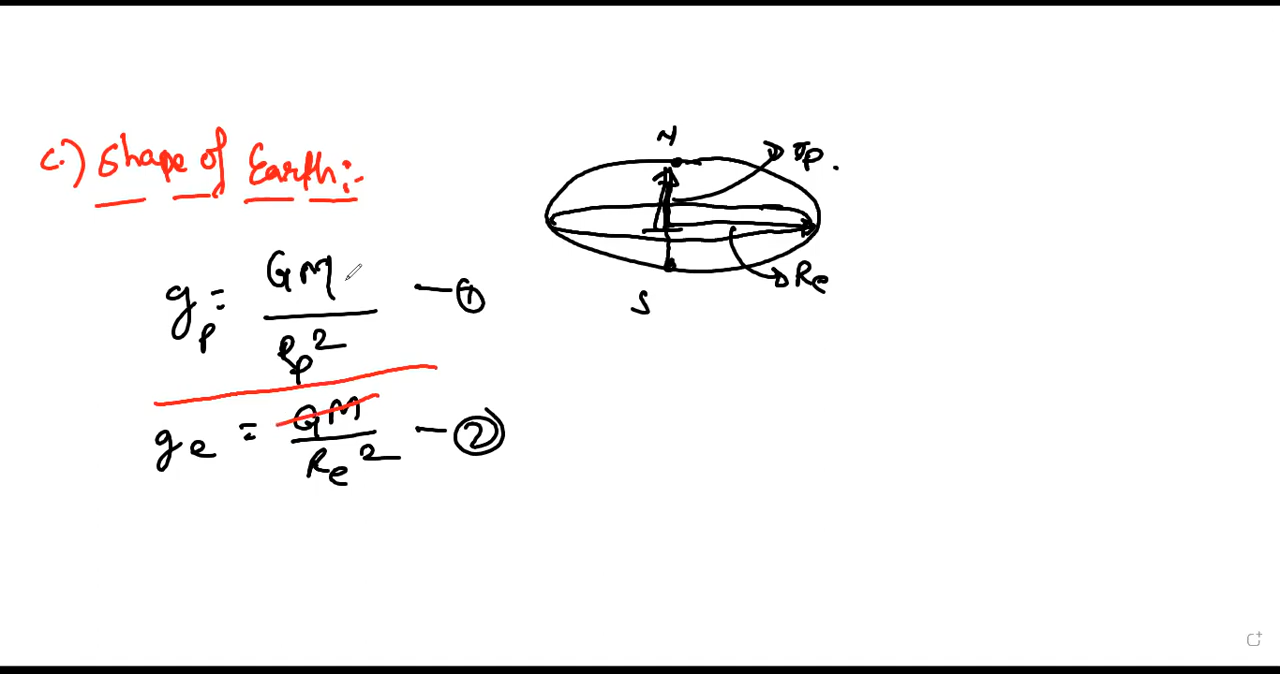 c.) Shape of Earth:-
N
rp.
Re
S
gp = GM / Rp² — ①
ge = GM / Re² — ②